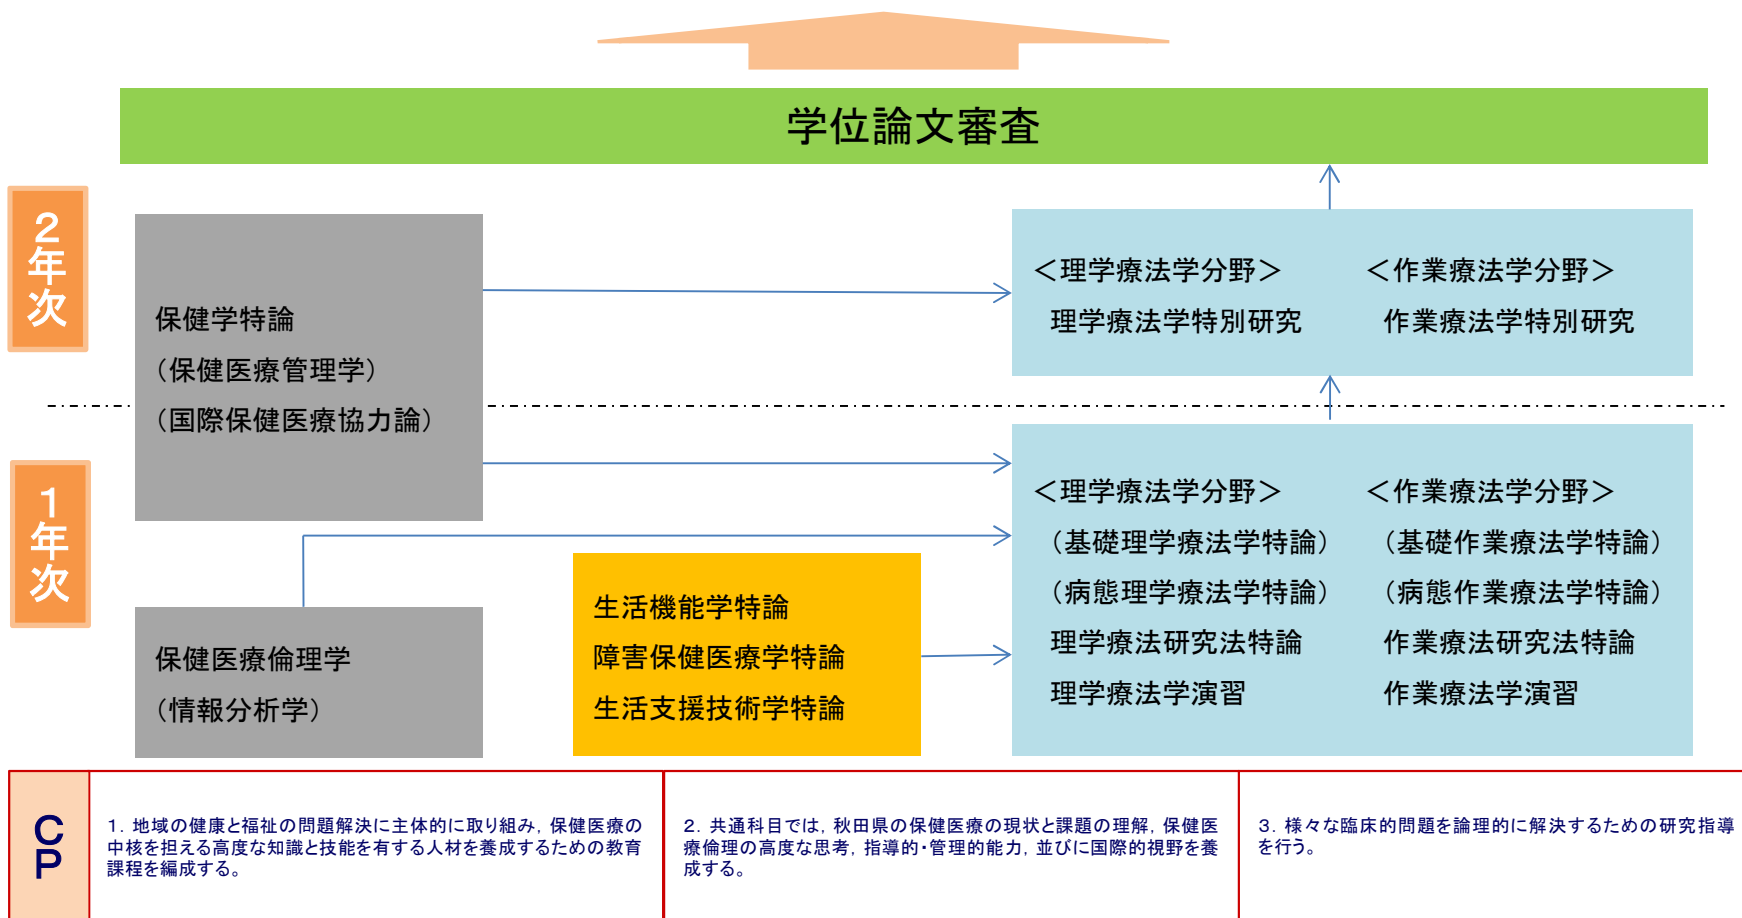 学位論文審査
2年次
保健学特論
（保健医療管理学）
（国際保健医療協力論）
＜理学療法学分野＞
理学療法学特別研究
＜作業療法学分野＞
作業療法学特別研究
1年次
保健医療倫理学
（情報分析学）
生活機能学特論
障害保健医療学特論
生活支援技術学特論
＜理学療法学分野＞
（基礎理学療法学特論）
（病態理学療法学特論）
理学療法研究法特論
理学療法学演習
＜作業療法学分野＞
（基礎作業療法学特論）
（病態作業療法学特論）
作業療法研究法特論
作業療法学演習
CP
1．地域の健康と福祉の問題解決に主体的に取り組み，保健医療の
中核を担える高度な知識と技能を有する人材を養成するための教育
課程を編成する。
2．共通科目では，秋田県の保健医療の現状と課題の理解，保健医
療倫理の高度な思考，指導的・管理的能力，並びに国際的視野を養
成する。
3．様々な臨床的問題を論理的に解決するための研究指導
を行う。